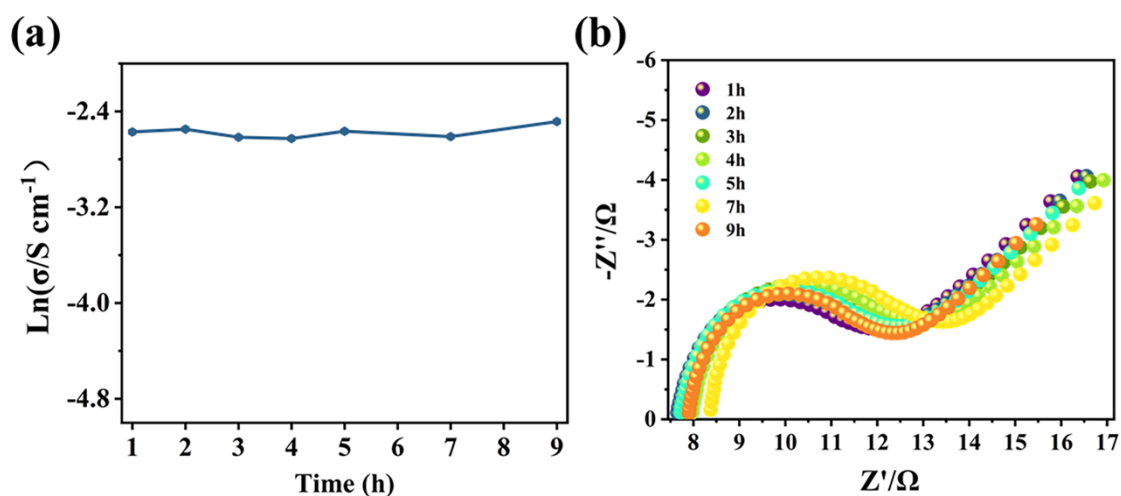 (a)
Ln(σ/S cm⁻¹)
-2.4
-3.2
-4.0
-4.8
1 2 3 4 5 6 7 8 9
Time (h)
(b)
-Z''/Ω
-6
-5
-4
-3
-2
-1
0
1h
2h
3h
4h
5h
7h
9h
8 9 10 11 12 13 14 15 16 17
Z'/Ω